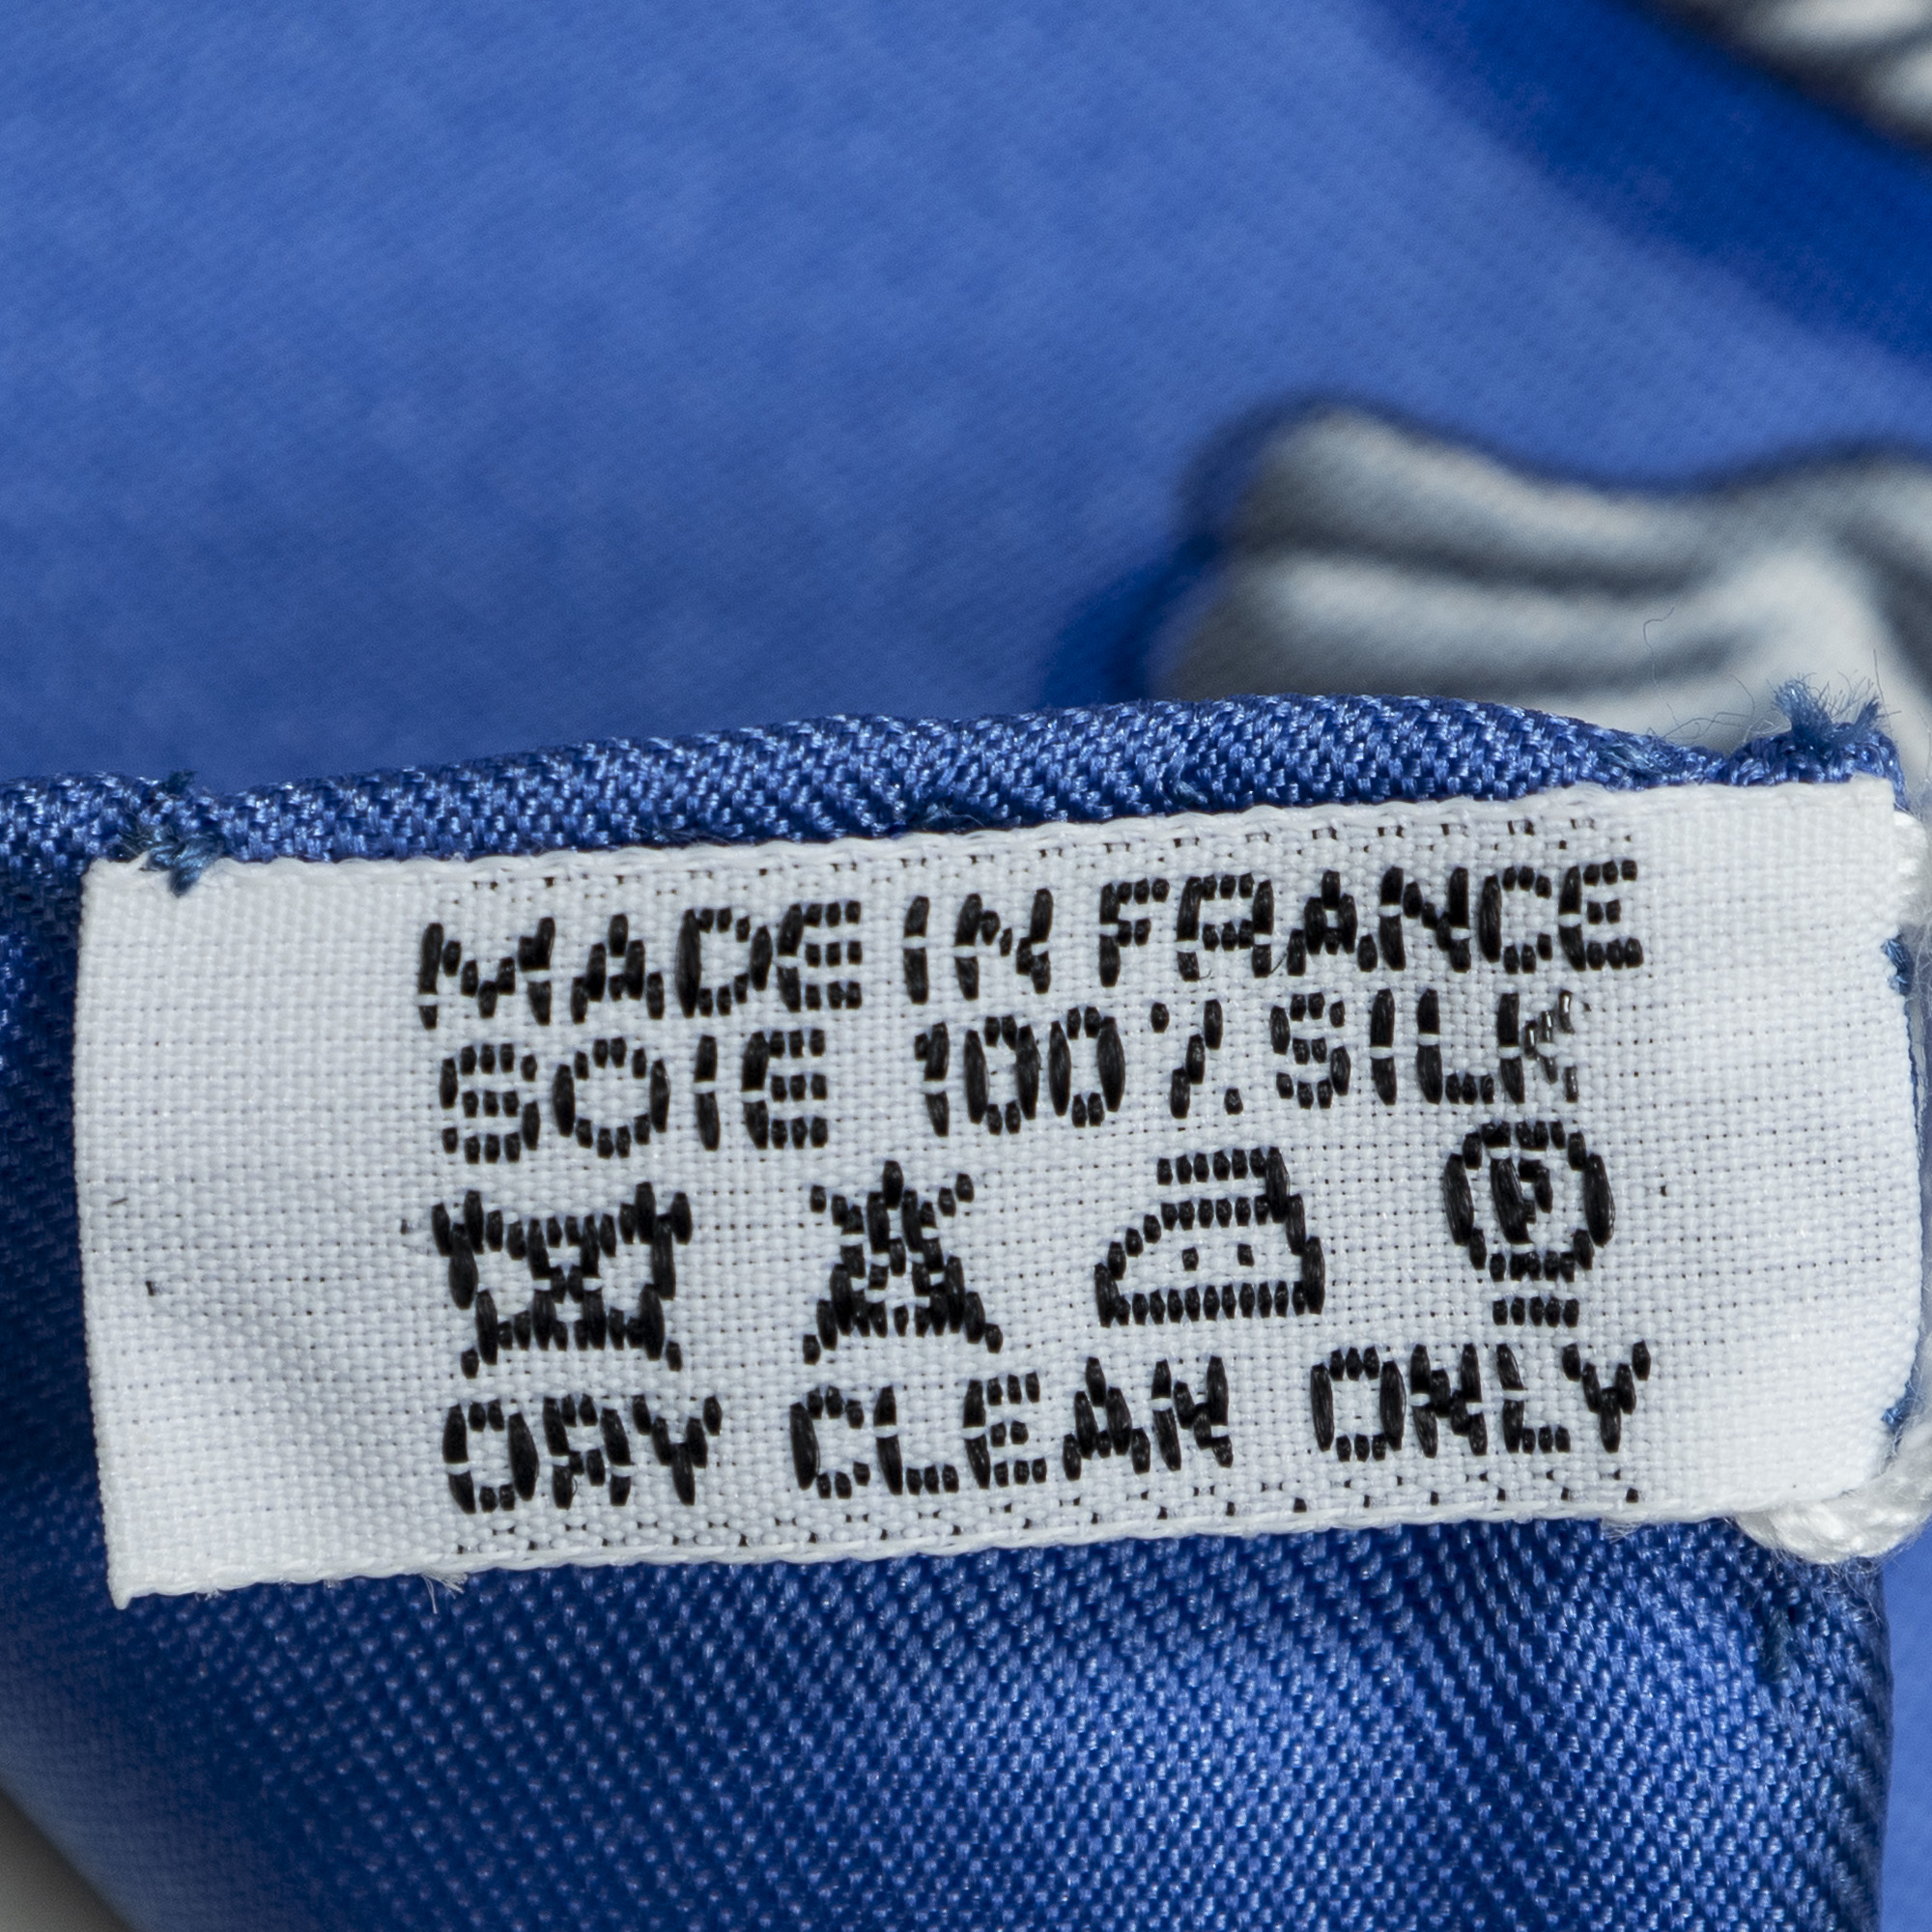 MADE IN FRANCE
SOIE 100% SILK
P
DRY CLEAN ONLY